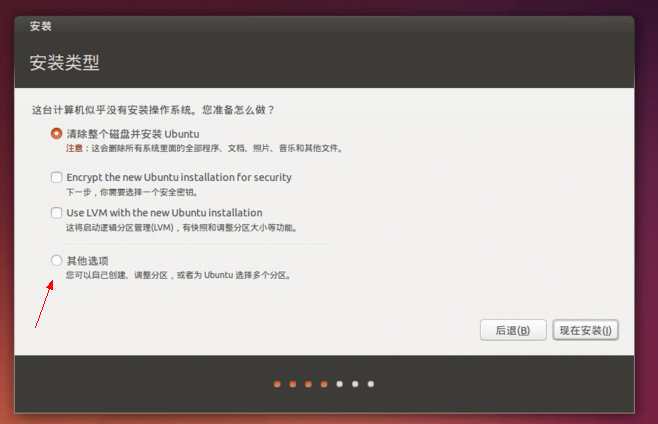 安装
安装类型
这台计算机似乎没有安装操作系统。您准备怎么做？
清除整个磁盘并安装 Ubuntu
注意：这会删除所有系统里面的全部程序、文档、照片、音乐和其他文件。
Encrypt the new Ubuntu installation for security
下一步，你需要选择一个安全密钥。
Use LVM with the new Ubuntu installation
这将启动逻辑分区管理(LVM)，有快照和调整分区大小等功能。
其他选项
您可以自己创建、调整分区，或者为 Ubuntu 选择多个分区。
后退(B) 现在安装(I)